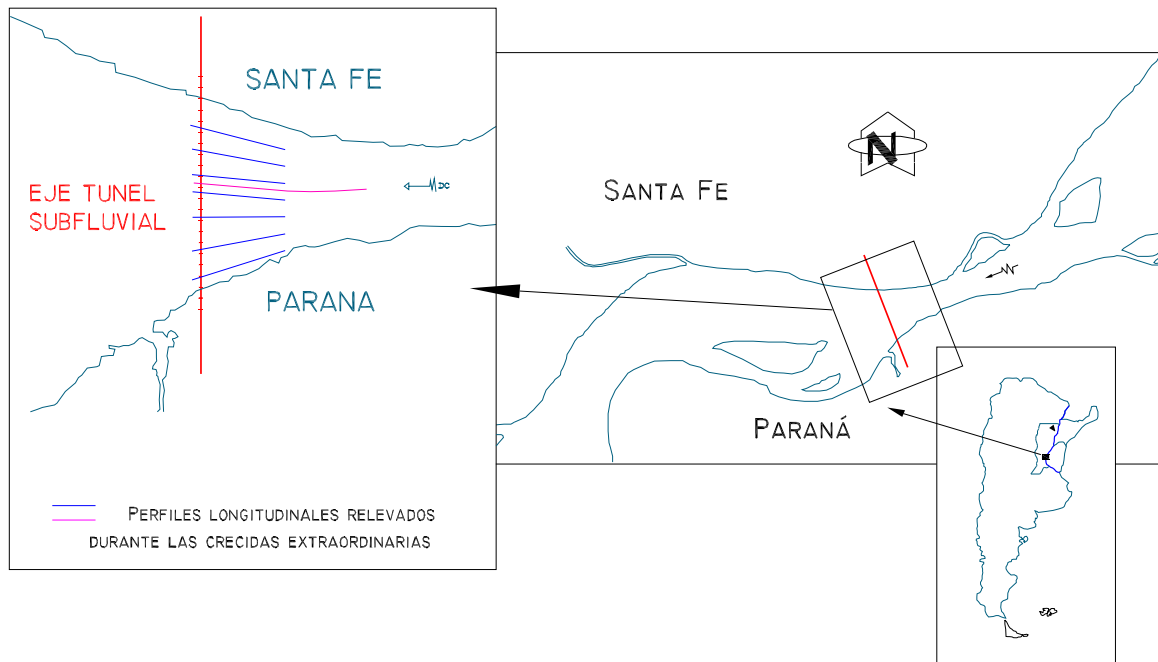 SANTA FE
EJE TUNEL
SUBFLUVIAL
PARANA
PERFILES LONGITUDINALES RELEVADOS
DURANTE LAS CRECIDAS EXTRAORDINARIAS
N
SANTA FE
PARANÁ